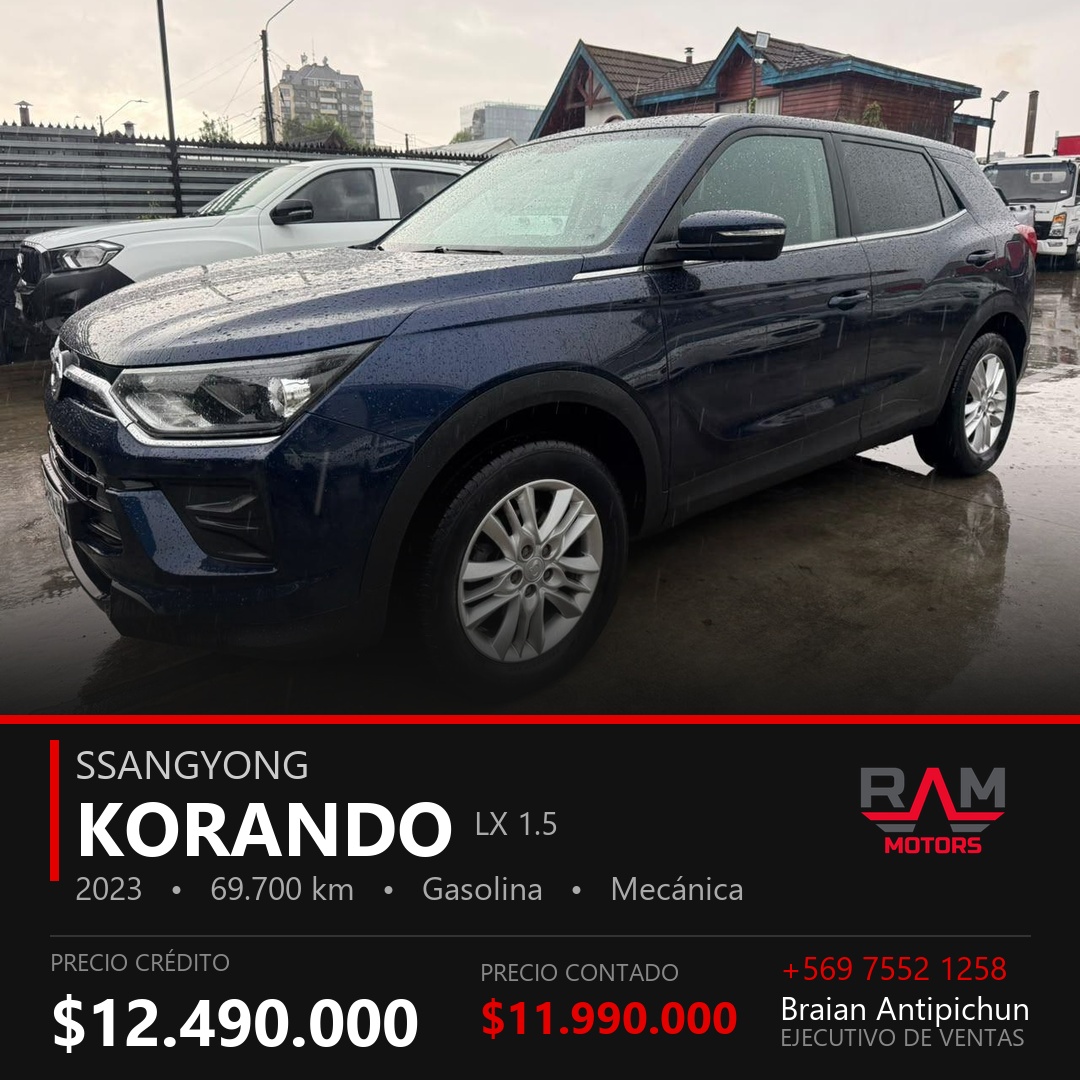 SSANGYONG
KORANDO LX 1.5
2023 • 69.700 km • Gasolina • Mecánica
RAM
MOTORS
PRECIO CRÉDITO
$12.490.000
PRECIO CONTADO
$11.990.000
+569 7552 1258
Braian Antipichun
EJECUTIVO DE VENTAS